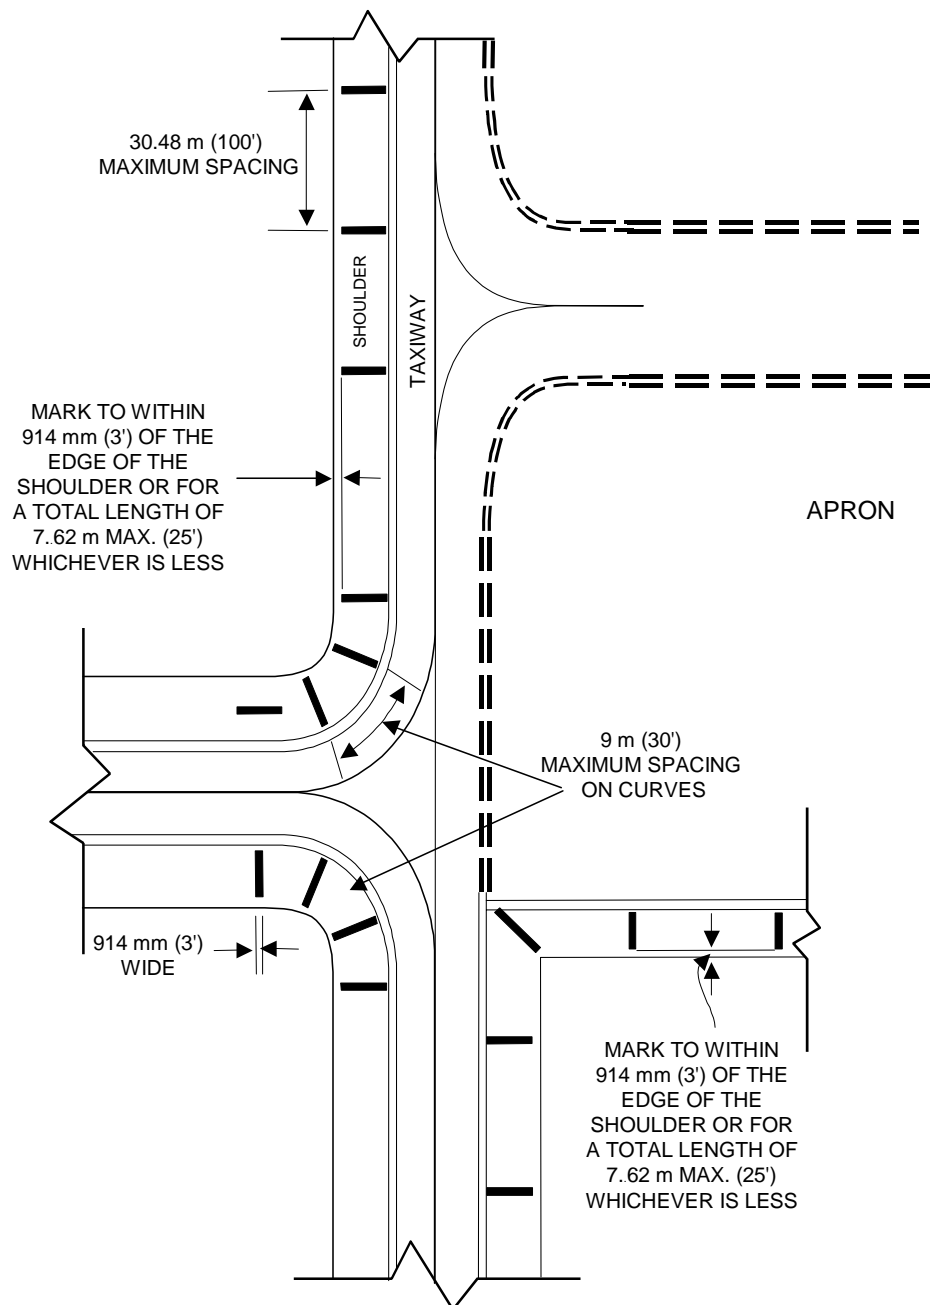 30.48 m (100')
MAXIMUM SPACING
SHOULDER
TAXIWAY
MARK TO WITHIN
914 mm (3') OF THE
EDGE OF THE
SHOULDER OR FOR
A TOTAL LENGTH OF
7.62 m MAX. (25')
WHICHEVER IS LESS
APRON
9 m (30')
MAXIMUM SPACING
ON CURVES
914 mm (3')
WIDE
MARK TO WITHIN
914 mm (3') OF THE
EDGE OF THE
SHOULDER OR FOR
A TOTAL LENGTH OF
7.62 m MAX. (25')
WHICHEVER IS LESS